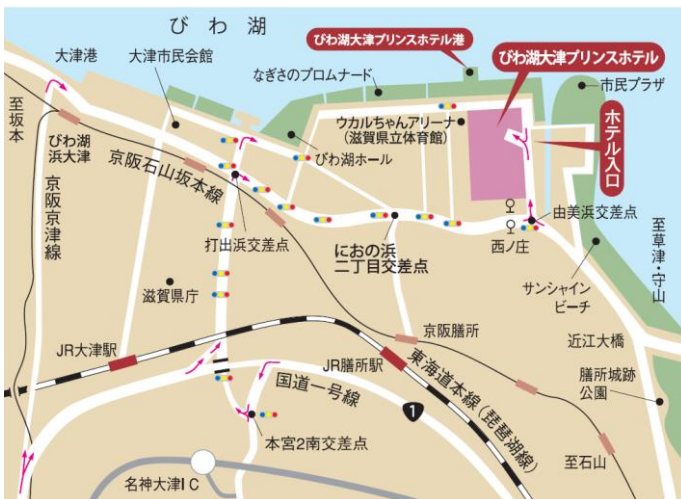 びわ湖
大津港
大津市民会館
なぎさのプロムナード
びわ湖大津プリンスホテル港
びわ湖大津プリンスホテル
市民プラザ
ウカルちゃんアリーナ
(滋賀県立体育館)
ホテル入口
至坂本
びわ湖
浜大津
京阪石山坂本線
びわ湖ホール
京阪京津線
打出浜交差点
におの浜
二丁目交差点
西ノ庄
由美浜交差点
至草津・守山
滋賀県庁
サンシャイン
ビーチ
JR大津駅
京阪膳所
近江大橋
JR膳所駅
東海道本線(琵琶湖線)
国道一号線
1
膳所城跡
公園
本宮2南交差点
至石山
名神大津IC